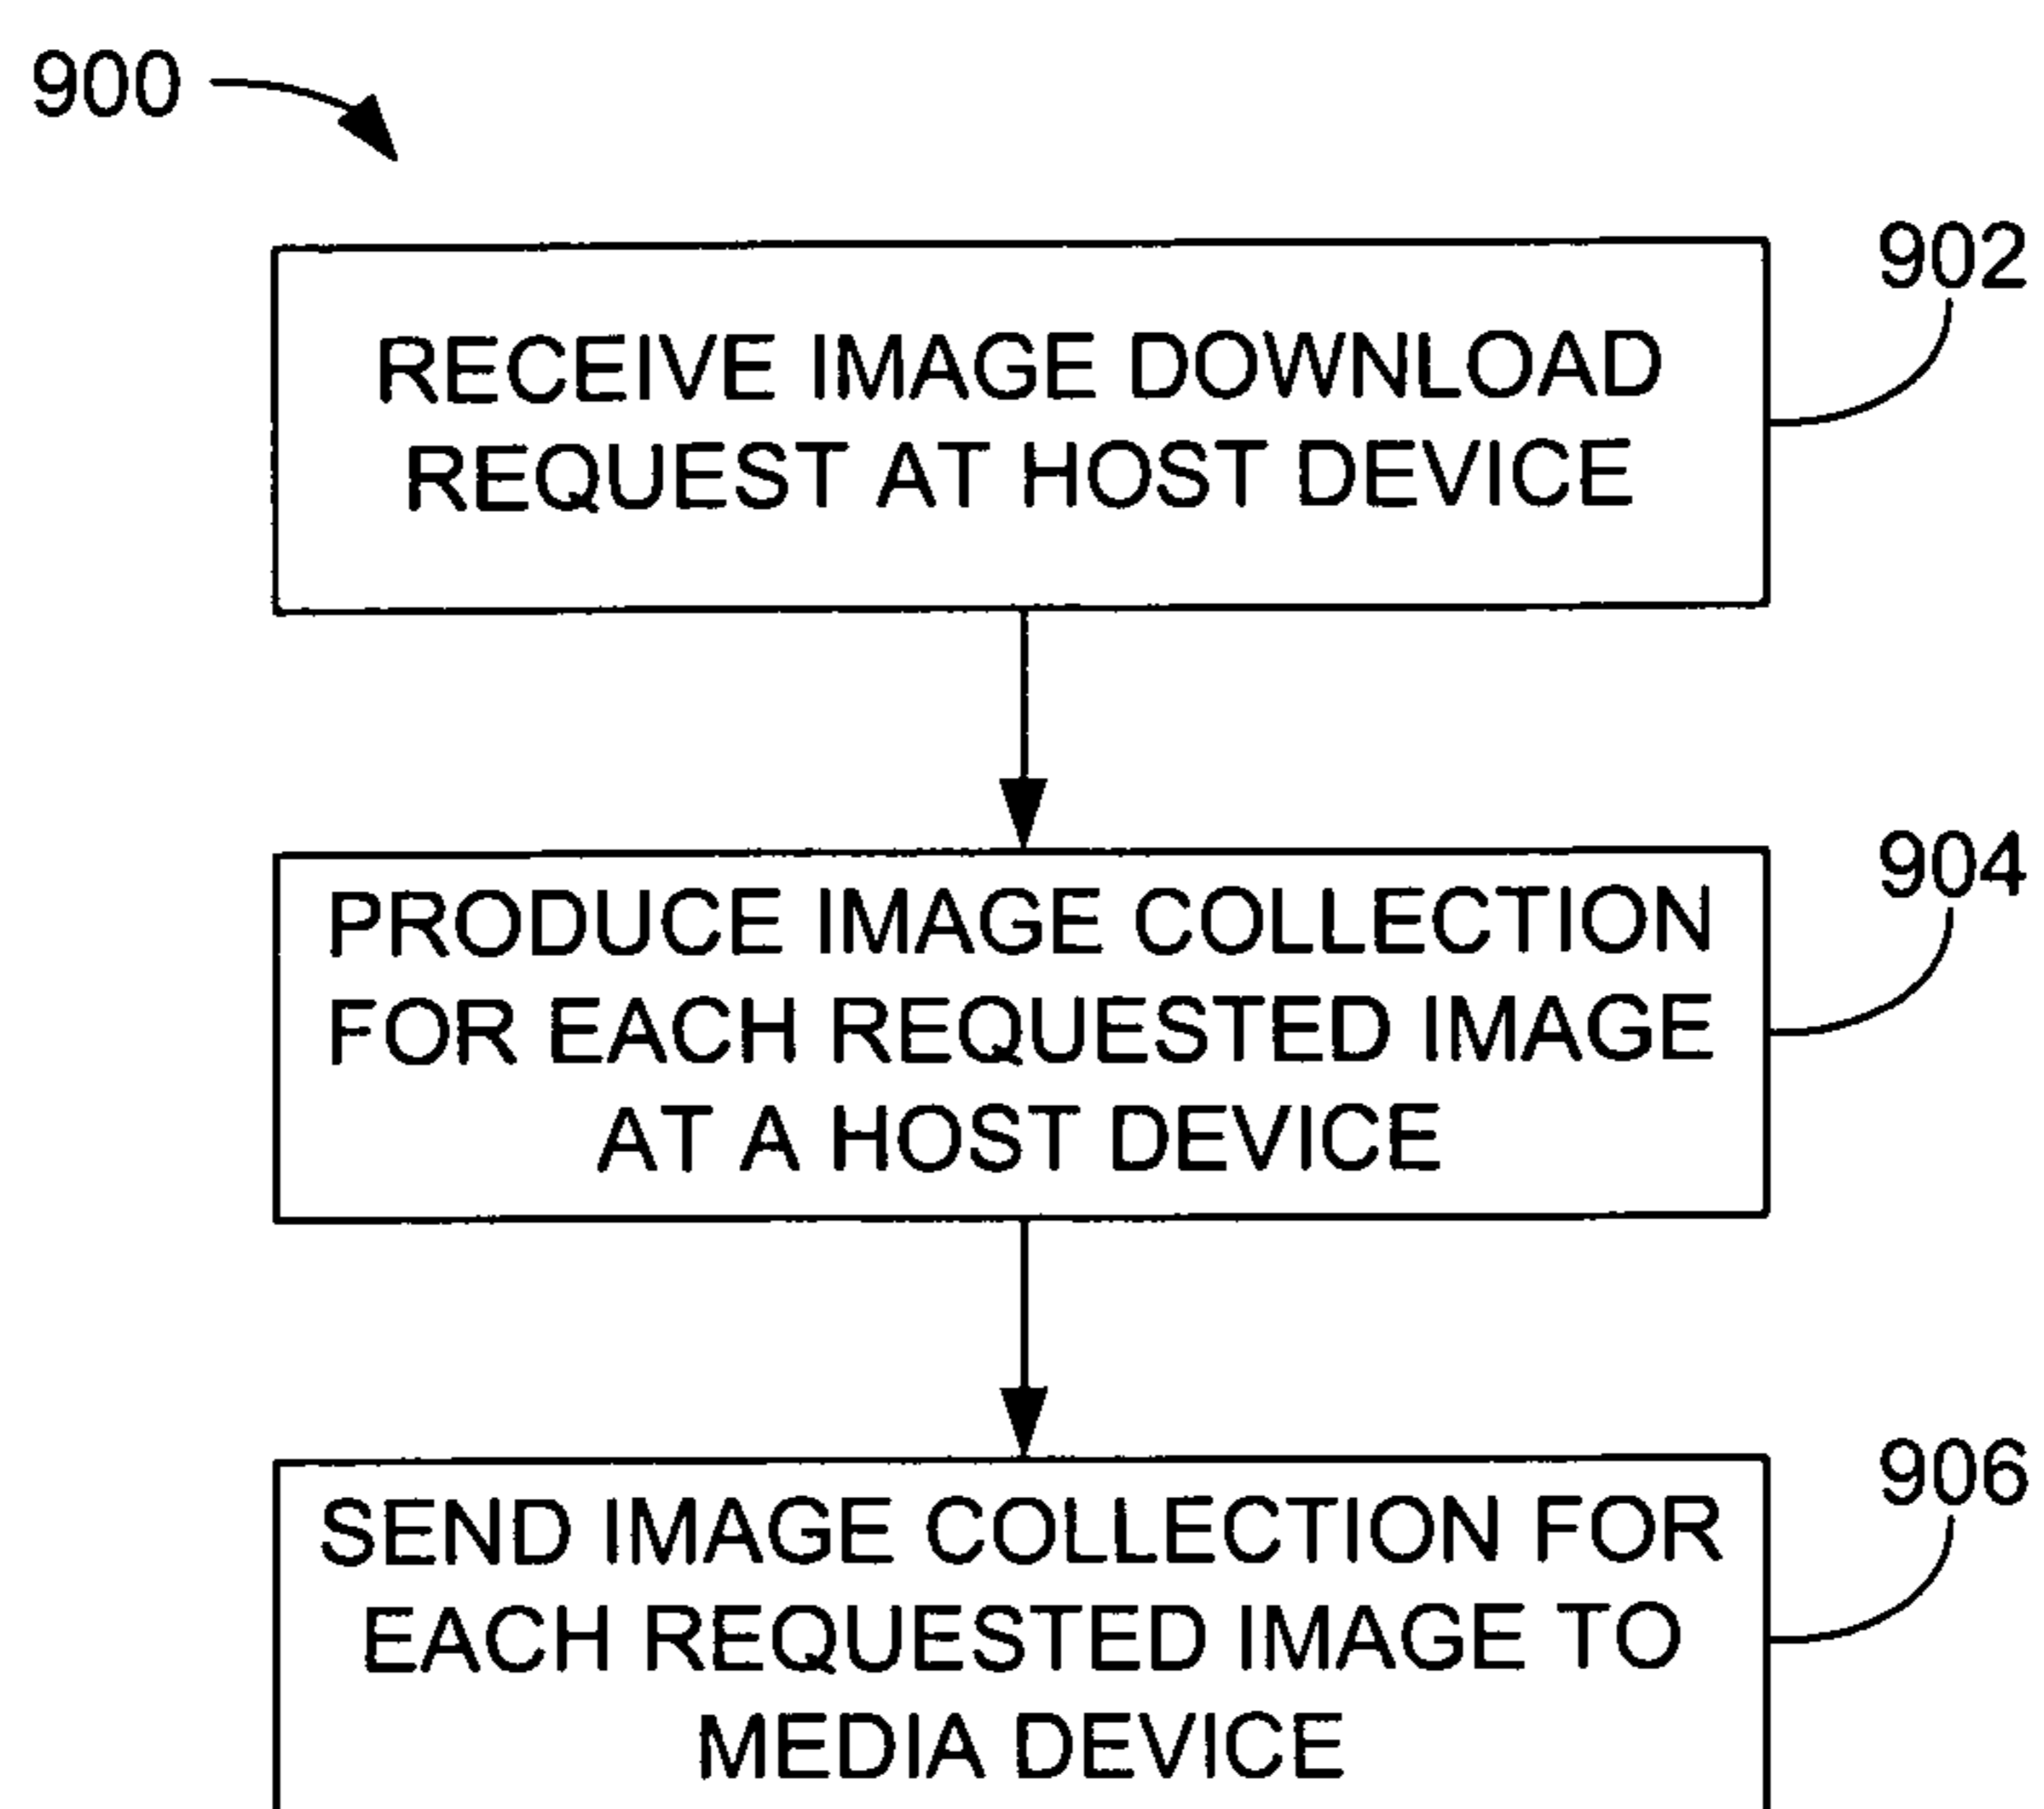 900
902
RECEIVE IMAGE DOWNLOAD
REQUEST AT HOST DEVICE
904
PRODUCE IMAGE COLLECTION
FOR EACH REQUESTED IMAGE
AT A HOST DEVICE
906
SEND IMAGE COLLECTION FOR
EACH REQUESTED IMAGE TO
MEDIA DEVICE